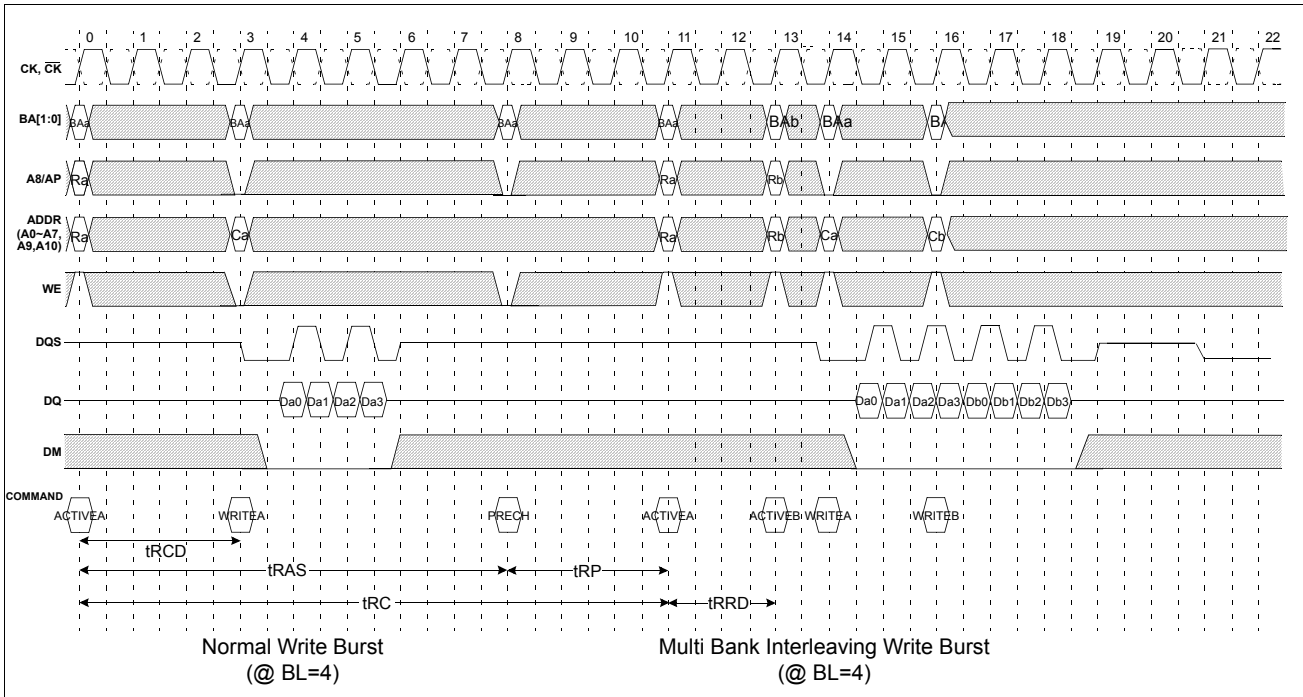 0 1 2 3 4 5 6 7 8 9 10 11 12 13 14 15 16 17 18 19 20 21 22
CK, CK
BA[1:0] BAa BAa BAa BAa BAb BAa BA
A8/AP Ra Ra Rb
ADDR
(A0~A7,
A9,A10)
Ra Ca Ra Rb Ca Cb
WE
DQS
DQ Da0 Da1 Da2 Da3 Da0 Da1 Da2 Da3 Db0 Db1 Db2 Db3
DM
COMMAND
ACTIVEA WRITEA PRECH ACTIVEA ACTIVEB WRITEA WRITEB
tRCD
tRAS tRP
tRC tRRD
Normal Write Burst Multi Bank Interleaving Write Burst
(@ BL=4) (@ BL=4)